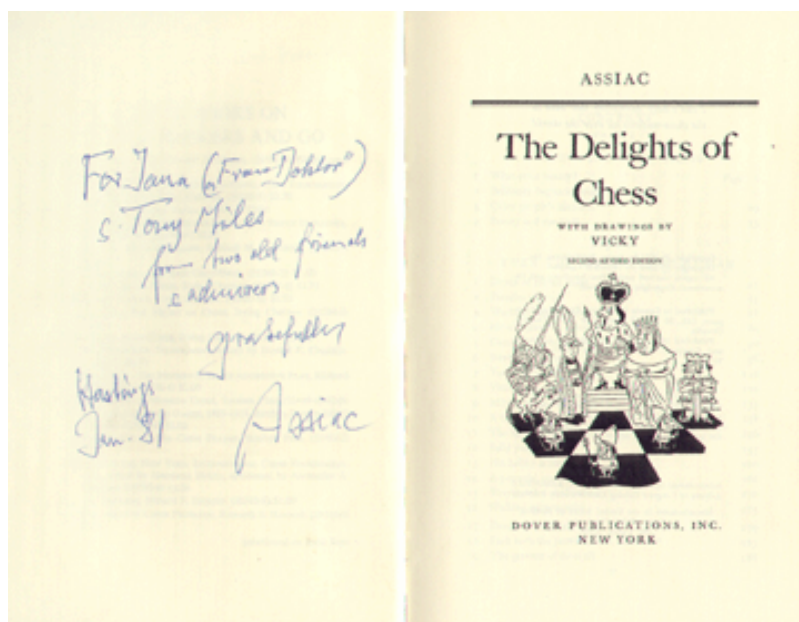 For Jana („Frau Doktor")
& Tony Miles
from two old friends
& admirers
gratefully
Hastings
Jan. 81
Assiac
ASSIAC
The Delights of
Chess
WITH DRAWINGS BY
VICKY
SECOND REVISED EDITION
DOVER PUBLICATIONS, INC.
NEW YORK